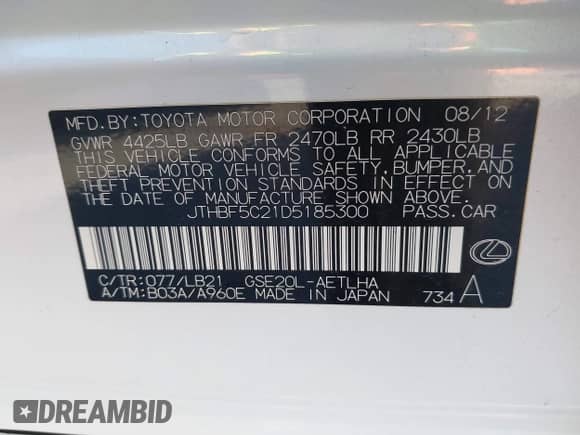 MFD.BY:TOYOTA MOTOR CORPORATION 08/12
GVWR 4425LB GAWR FR 2470LB RR 2430LB
THIS VEHICLE CONFORMS TO ALL APPLICABLE
FEDERAL MOTOR VEHICLE SAFETY,BUMPER,AND
THEFT PREVENTION STANDARDS IN EFFECT ON
THE DATE OF MANUFACTURE SHOWN ABOVE.
JTHBF5C21D5185300 PASS.CAR
C/TR:077/LB21 GSE20L-AETLHA
A/TM:B03A/A960E MADE IN JAPAN 734 A
DREAMBID